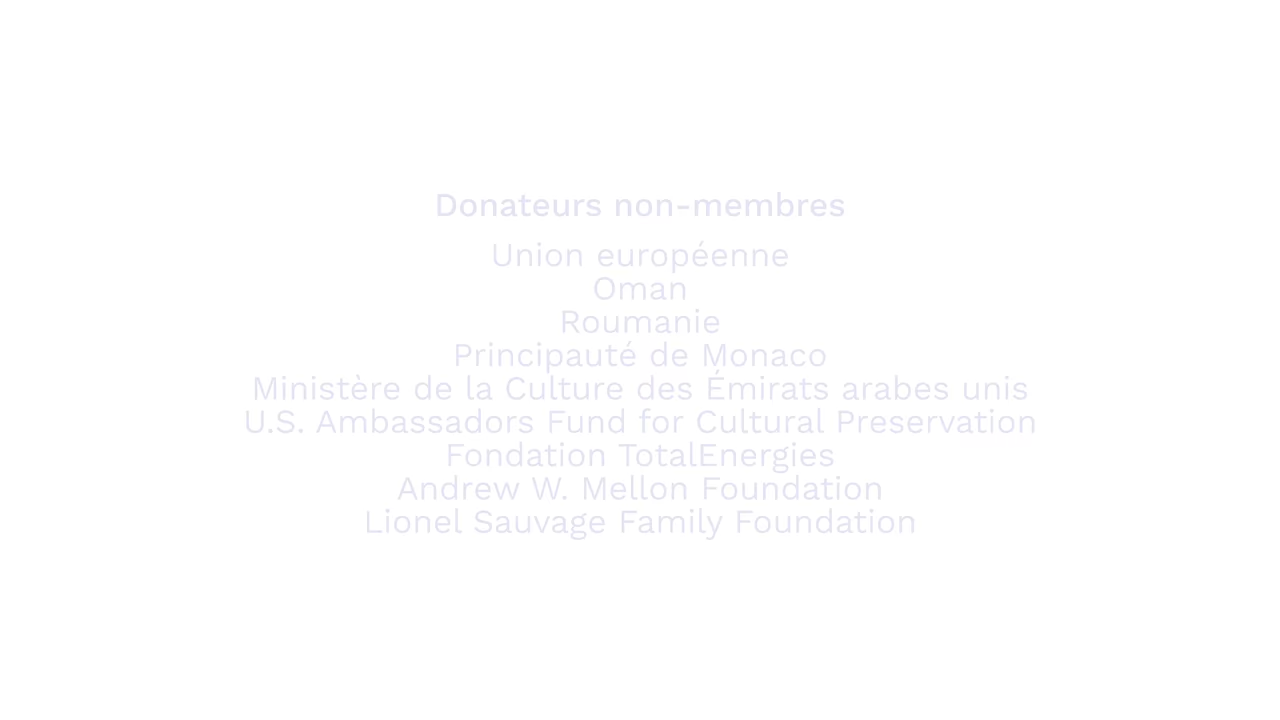 Donateurs non-membres
Union européenne
Oman
Roumanie
Principauté de Monaco
Ministère de la Culture des Émirats arabes unis
U.S. Ambassadors Fund for Cultural Preservation
Fondation TotalEnergies
Andrew W. Mellon Foundation
Lionel Sauvage Family Foundation